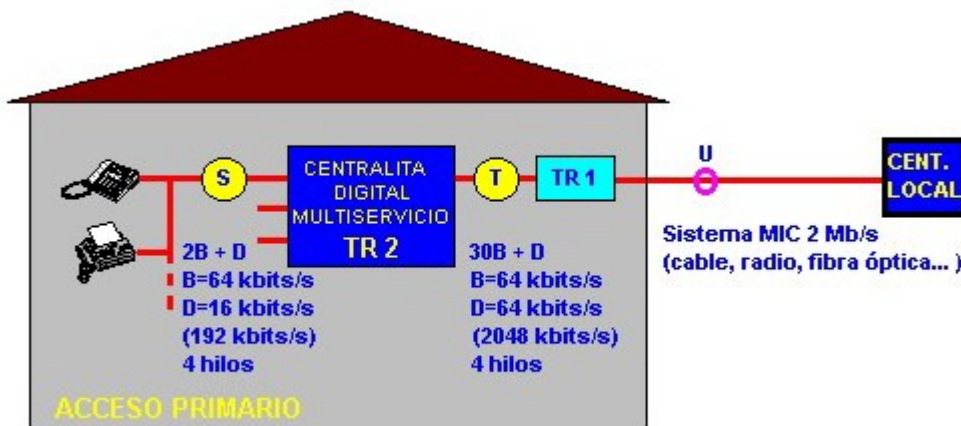 S
CENTRALITA
DIGITAL
MULTISERVICIO
TR 2
T
TR 1
U
CENT.
LOCAL
2B + D
B=64 kbits/s
D=16 kbits/s
(192 kbits/s)
4 hilos
30B + D
B=64 kbits/s
D=64 kbits/s
(2048 kbits/s)
4 hilos
Sistema MIC 2 Mb/s
(cable, radio, fibra óptica... )
ACCESO PRIMARIO